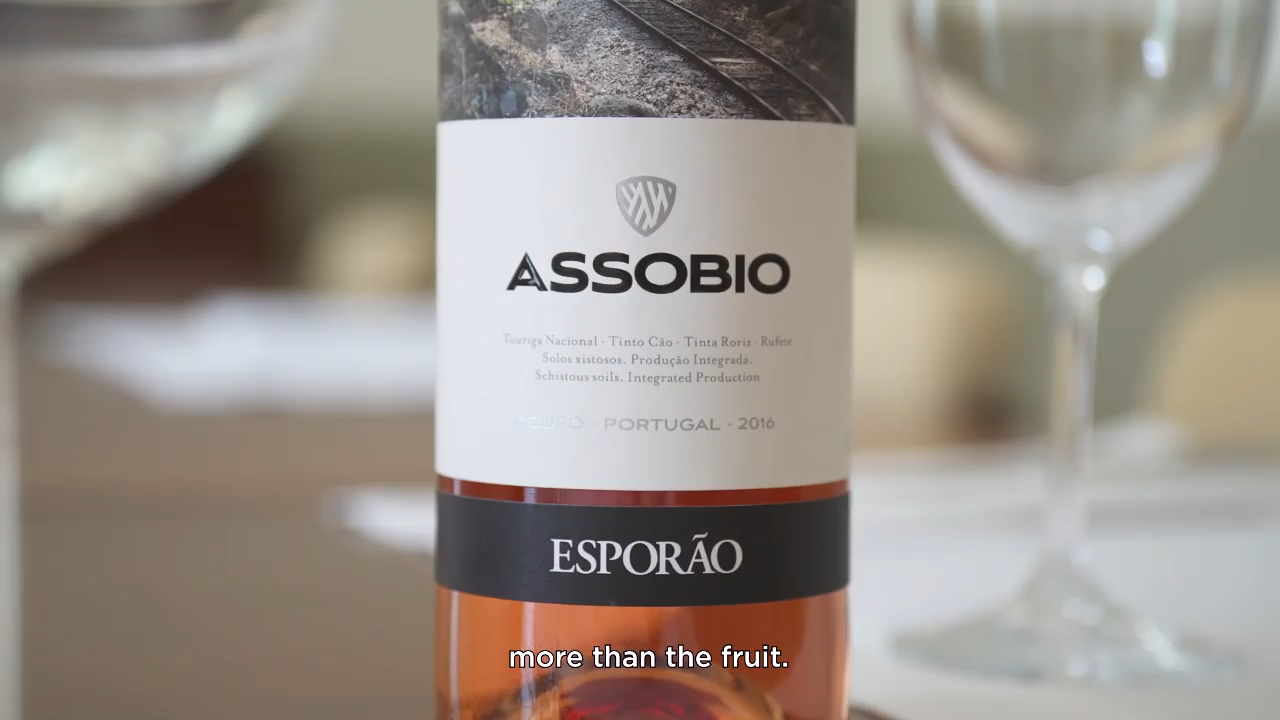 ASSOBIO
Touriga Nacional · Tinto Cão · Tinta Roriz · Rufete
Solos xistosos. Produção Integrada.
Schistous soils. Integrated Production
DOURO · PORTUGAL · 2016
ESPORÃO
more than the fruit.